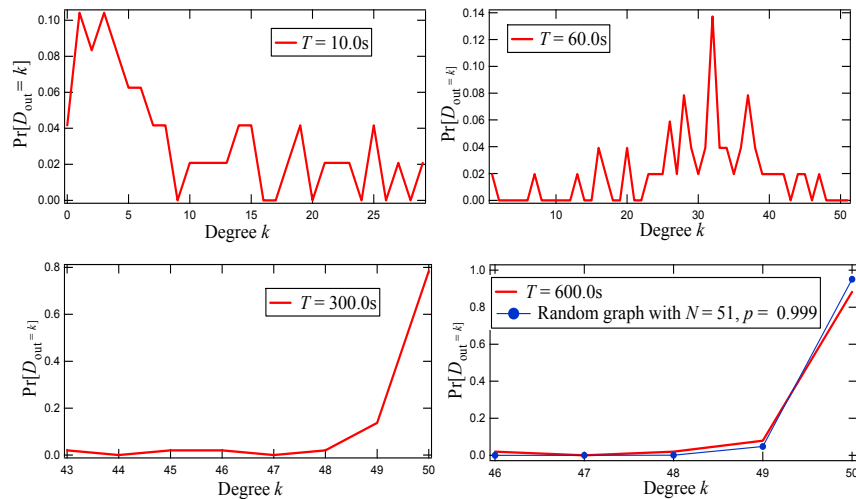 Pr[D_out = k]
0.10
0.08
0.06
0.04
0.02
0.00
T = 10.0s
0 5 10 15 20 25
Degree k
Pr[D_out = k]
0.14
0.12
0.10
0.08
0.06
0.04
0.02
0.00
T = 60.0s
10 20 30 40 50
Degree k
Pr[D_out = k]
0.8
0.6
0.4
0.2
0.0
T = 300.0s
43 44 45 46 47 48 49 50
Degree k
Pr[D_out = k]
1.0
0.8
0.6
0.4
0.2
0.0
T = 600.0s
Random graph with N = 51, p = 0.999
46 47 48 49 50
Degree k